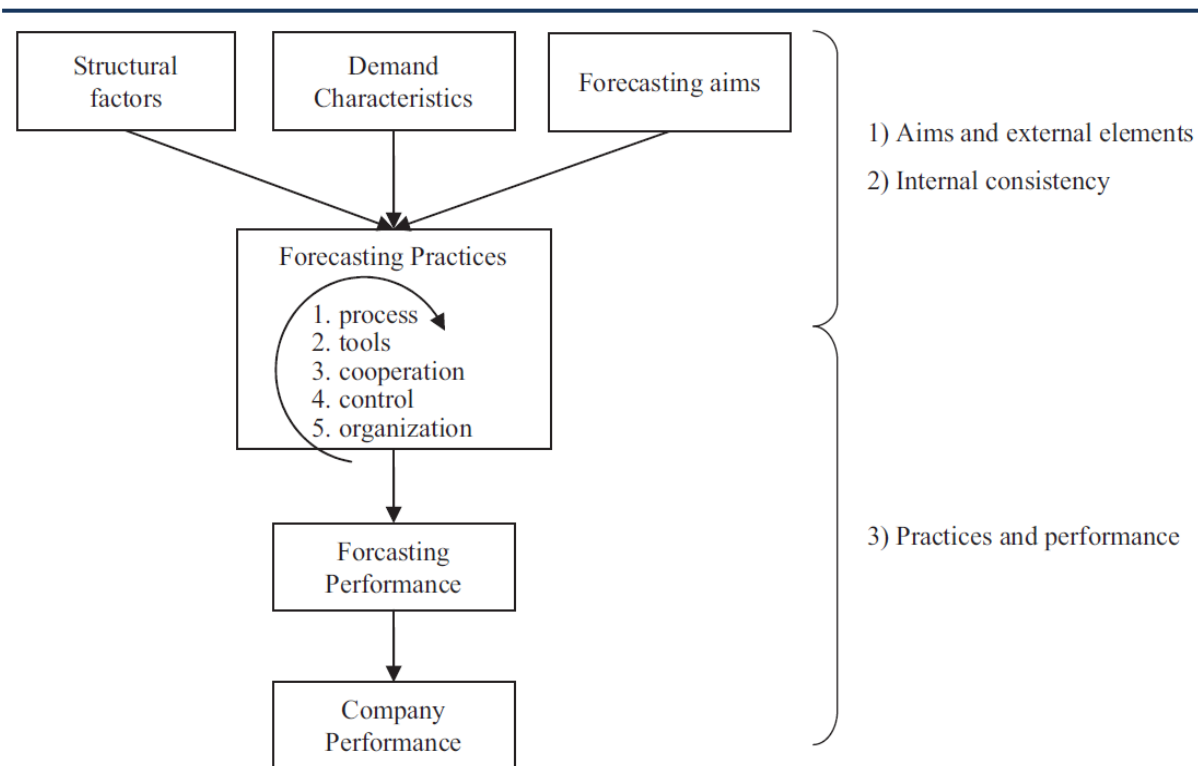 Structural
factors
Demand
Characteristics
Forecasting aims
1) Aims and external elements
2) Internal consistency
Forecasting Practices
1. process
2. tools
3. cooperation
4. control
5. organization
3) Practices and performance
Forcasting
Performance
Company
Performance